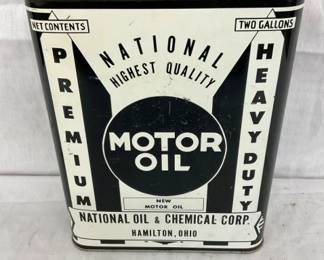 NET CONTENTS
TWO GALLONS
NATIONAL
HIGHEST QUALITY
PREMIUM
HEAVY DUTY
MOTOR
OIL
NEW
MOTOR OIL
NATIONAL OIL & CHEMICAL CORP.
HAMILTON, OHIO